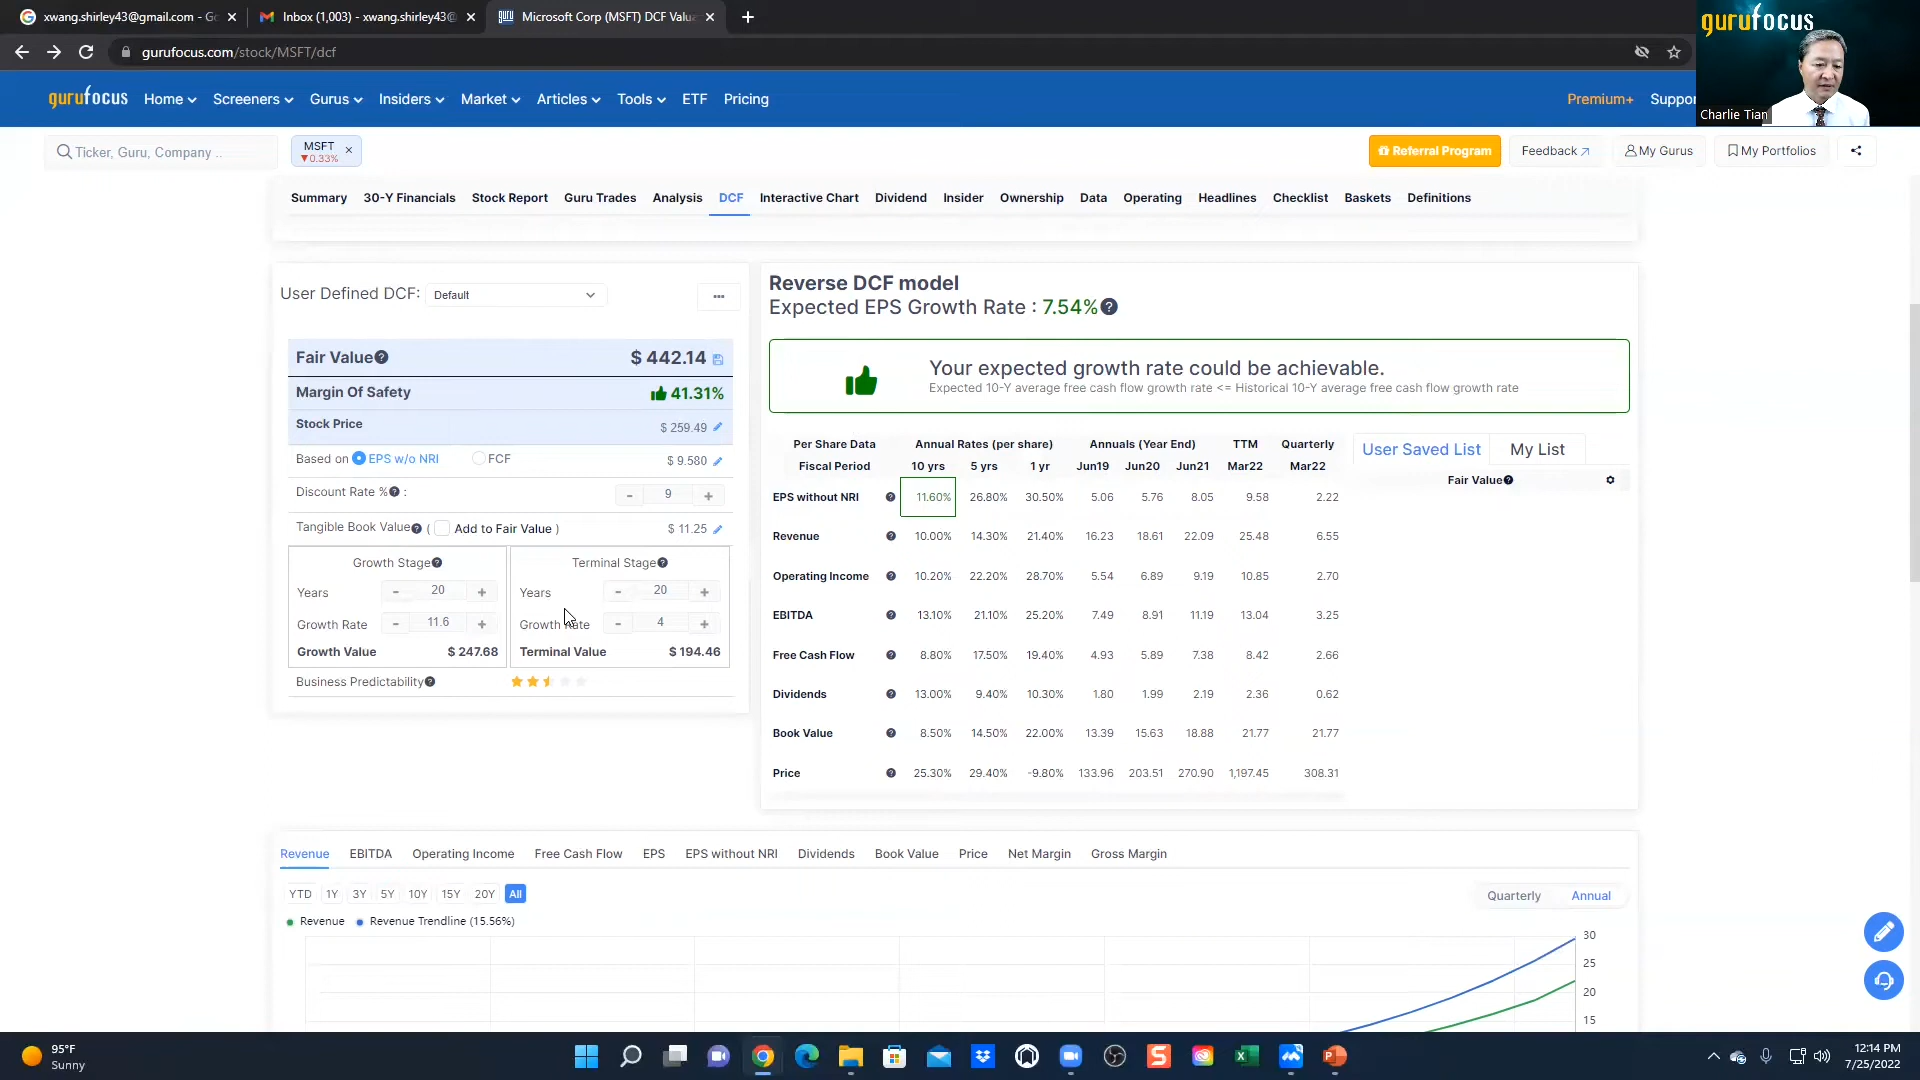 xwang.shirley43@gmail.com - Go
Inbox (1,003) - xwang.shirley43@
Microsoft Corp (MSFT) DCF Valua
gurufocus.com/stock/MSFT/dcf
gurufocus
Charlie Tian
gurufocus Home Screeners Gurus Insiders Market Articles Tools ETF Pricing Premium+ Suppor
Ticker, Guru, Company ..
MSFT
▼0.33%
Referral Program Feedback My Gurus My Portfolios
Summary 30-Y Financials Stock Report Guru Trades Analysis DCF Interactive Chart Dividend Insider Ownership Data Operating Headlines Checklist Baskets Definitions
User Defined DCF: Default
Fair Value $ 442.14
Margin Of Safety 41.31%
Stock Price $ 259.49
Based on EPS w/o NRI FCF $ 9.580
Discount Rate % : - 9 +
Tangible Book Value ( Add to Fair Value ) $ 11.25
Growth Stage
Years - 20 +
Growth Rate - 11.6 +
Growth Value $ 247.68
Terminal Stage
Years - 20 +
Growth Rate - 4 +
Terminal Value $ 194.46
Business Predictability
Reverse DCF model
Expected EPS Growth Rate : 7.54%
Your expected growth rate could be achievable.
Expected 10-Y average free cash flow growth rate <= Historical 10-Y average free cash flow growth rate
Per Share Data Annual Rates (per share) Annuals (Year End) TTM Quarterly
Fiscal Period 10 yrs 5 yrs 1 yr Jun19 Jun20 Jun21 Mar22 Mar22
EPS without NRI 11.60% 26.80% 30.50% 5.06 5.76 8.05 9.58 2.22
Revenue 10.00% 14.30% 21.40% 16.23 18.61 22.09 25.48 6.55
Operating Income 10.20% 22.20% 28.70% 5.54 6.89 9.19 10.85 2.70
EBITDA 13.10% 21.10% 25.20% 7.49 8.91 11.19 13.04 3.25
Free Cash Flow 8.80% 17.50% 19.40% 4.93 5.89 7.38 8.42 2.66
Dividends 13.00% 9.40% 10.30% 1.80 1.99 2.19 2.36 0.62
Book Value 8.50% 14.50% 22.00% 13.39 15.63 18.88 21.77 21.77
Price 25.30% 29.40% -9.80% 133.96 203.51 270.90 1,197.45 308.31
User Saved List My List
Fair Value
Revenue EBITDA Operating Income Free Cash Flow EPS EPS without NRI Dividends Book Value Price Net Margin Gross Margin
YTD 1Y 3Y 5Y 10Y 15Y 20Y All
Quarterly Annual
Revenue Revenue Trendline (15.56%)
30
25
20
15
95°F
Sunny
12:14 PM
7/25/2022